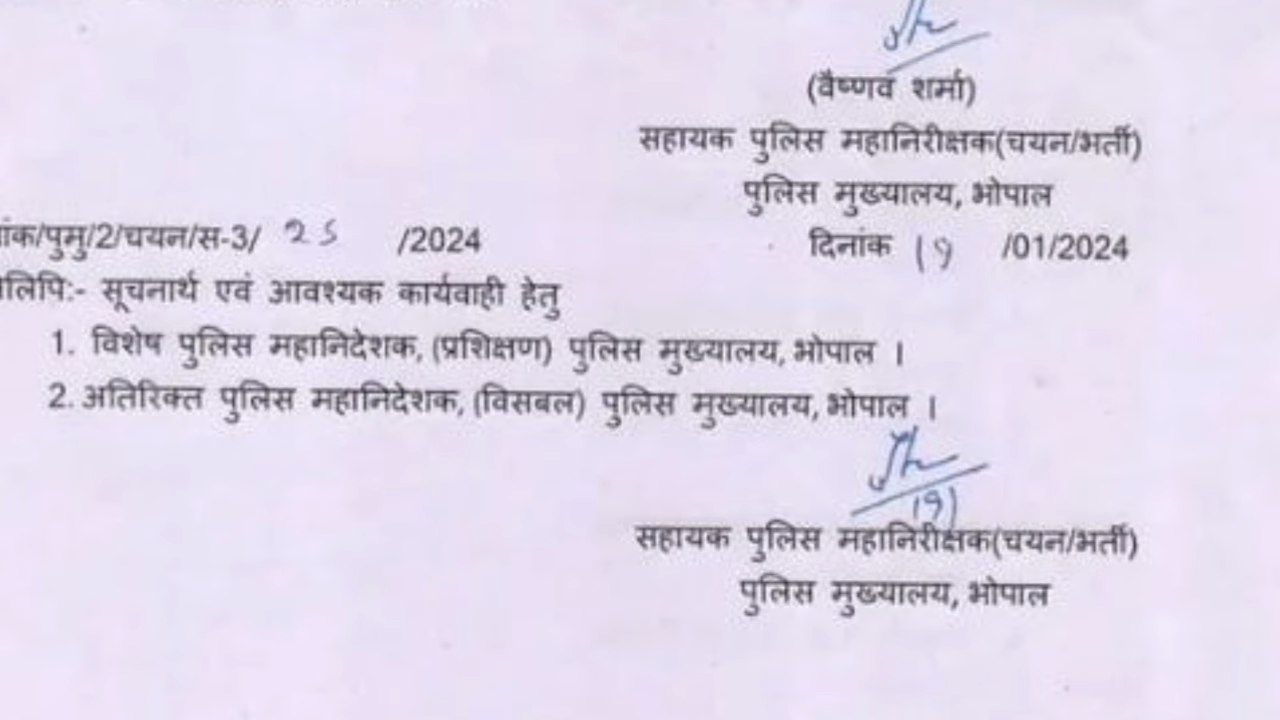 (वैष्णव शर्मा)
सहायक पुलिस महानिरीक्षक(चयन/भर्ती)
पुलिस मुख्यालय, भोपाल
ांक/पुमु/2/चयन/स-3/ 25 /2024 दिनांक 19 /01/2024
लिपि:- सूचनार्थ एवं आवश्यक कार्यवाही हेतु
1. विशेष पुलिस महानिदेशक, (प्रशिक्षण) पुलिस मुख्यालय, भोपाल ।
2. अतिरिक्त पुलिस महानिदेशक, (विसबल) पुलिस मुख्यालय, भोपाल ।
19)
सहायक पुलिस महानिरीक्षक(चयन/भर्ती)
पुलिस मुख्यालय, भोपाल